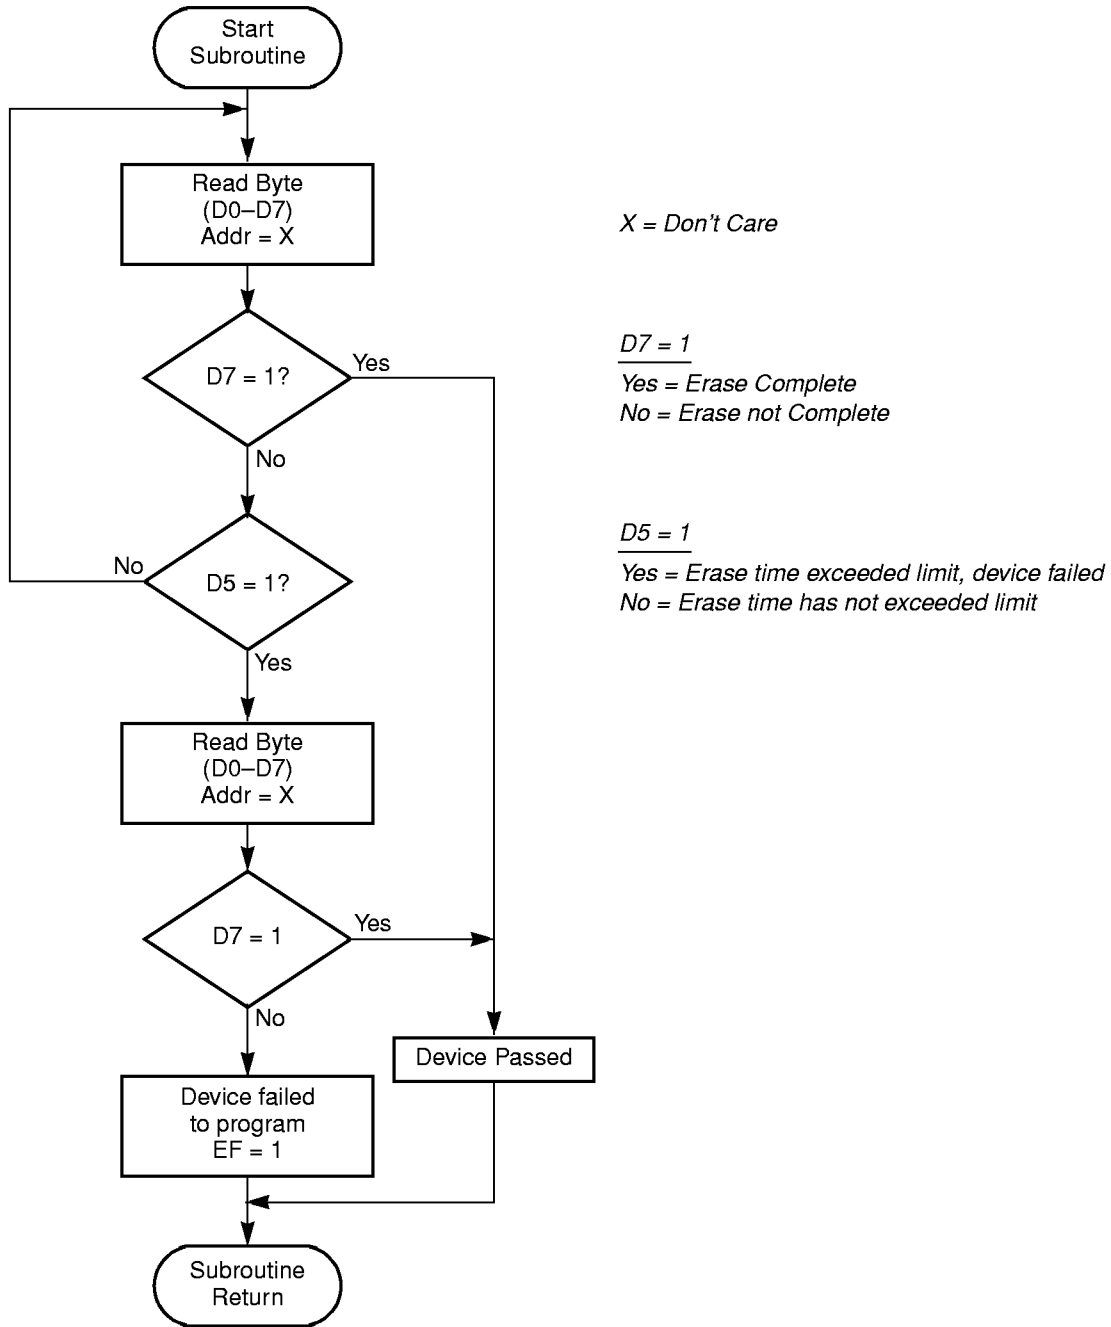 Start
Subroutine
Read Byte
(D0–D7)
Addr = X
X = Don't Care
D7 = 1?
Yes
No
D7 = 1
Yes = Erase Complete
No = Erase not Complete
D5 = 1?
No
Yes
D5 = 1
Yes = Erase time exceeded limit, device failed
No = Erase time has not exceeded limit
Read Byte
(D0–D7)
Addr = X
D7 = 1
Yes
No
Device Passed
Device failed
to program
EF = 1
Subroutine
Return